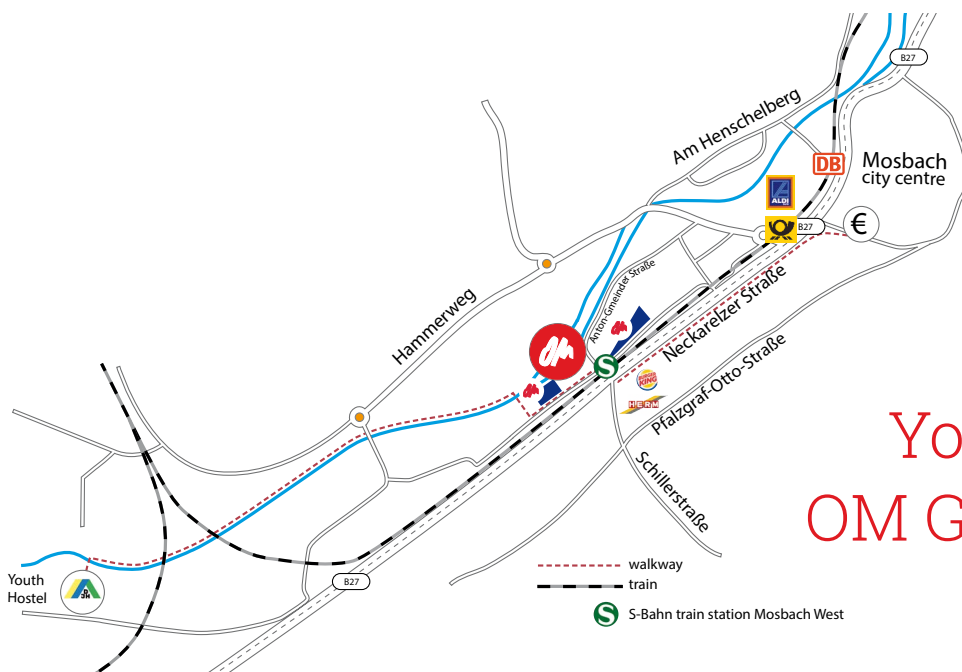 B27
Am Henschelberg
DB
Mosbach
city centre
ALDI
B27
€
Anton-Gmeinder Straße
Hammerweg
Neckarelzer Straße
S
BURGER
KING
HERM
Pfalzgraf-Otto-Straße
Yo
OM G
Schillerstraße
walkway
train
B27
Youth
Hostel
S
S-Bahn train station Mosbach West